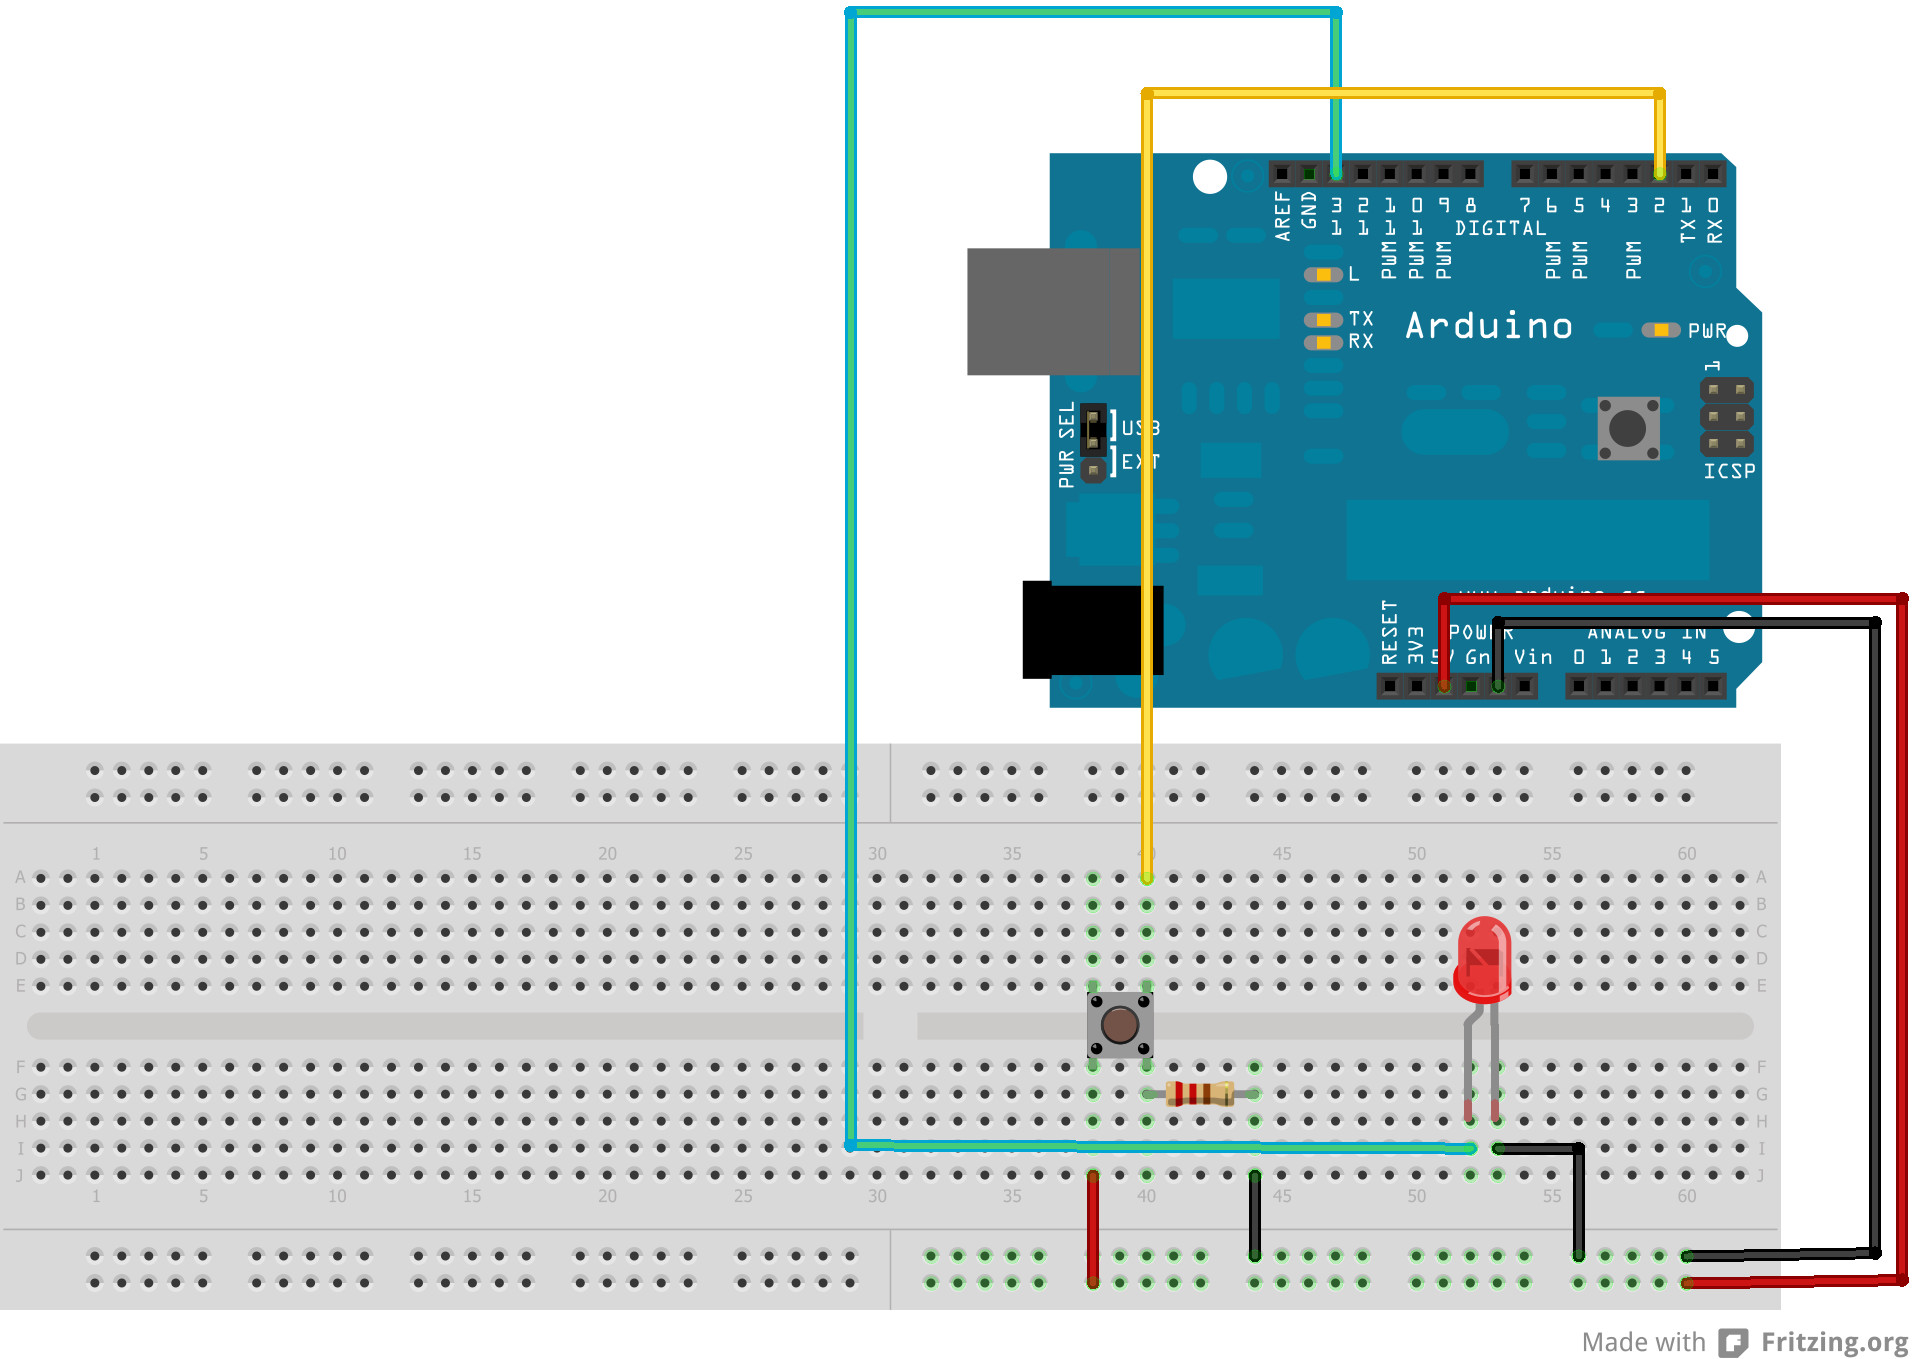 AREF GND 13 12 11 10 9 8 7 6 5 4 3 2 1 0
PWM PWM PWM DIGITAL PWM PWM PWM TX RX
L
TX
RX
Arduino
PWR
1
ICSP
PWR SEL
USB
EXT
www.arduino.cc
RESET 3V3 5V Gnd Vin
POWER
ANALOG IN
0 1 2 3 4 5
1 5 10 15 20 25 30 35 40 45 50 55 60
A A
B B
C C
D D
E E
F F
G G
H H
I I
J J
1 5 10 15 20 25 30 35 40 45 50 55 60
Made with Fritzing.org